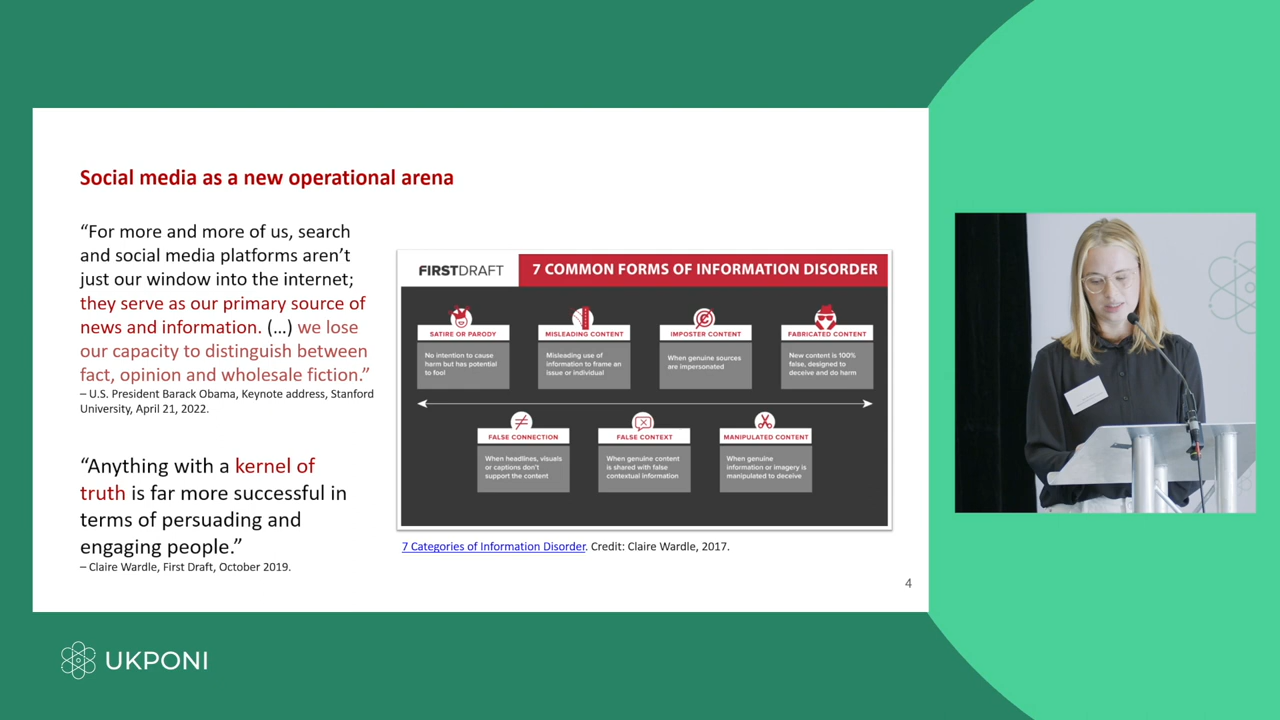 Social media as a new operational arena
“For more and more of us, search
and social media platforms aren’t
just our window into the internet;
they serve as our primary source of
news and information. (…) we lose
our capacity to distinguish between
fact, opinion and wholesale fiction.”
– U.S. President Barack Obama, Keynote address, Stanford
University, April 21, 2022.
“Anything with a kernel of
truth is far more successful in
terms of persuading and
engaging people.”
– Claire Wardle, First Draft, October 2019.
FIRSTDRAFT
7 COMMON FORMS OF INFORMATION DISORDER
SATIRE OR PARODY
No intention to cause
harm but has potential
to fool
MISLEADING CONTENT
Misleading use of
information to frame an
issue or individual
IMPOSTER CONTENT
When genuine sources
are impersonated
FABRICATED CONTENT
New content is 100%
false, designed to
deceive and do harm
FALSE CONNECTION
When headlines, visuals
or captions don’t
support the content
FALSE CONTEXT
When genuine content
is shared with false
contextual information
MANIPULATED CONTENT
When genuine
information or imagery is
manipulated to deceive
7 Categories of Information Disorder. Credit: Claire Wardle, 2017.
4
UKPONI